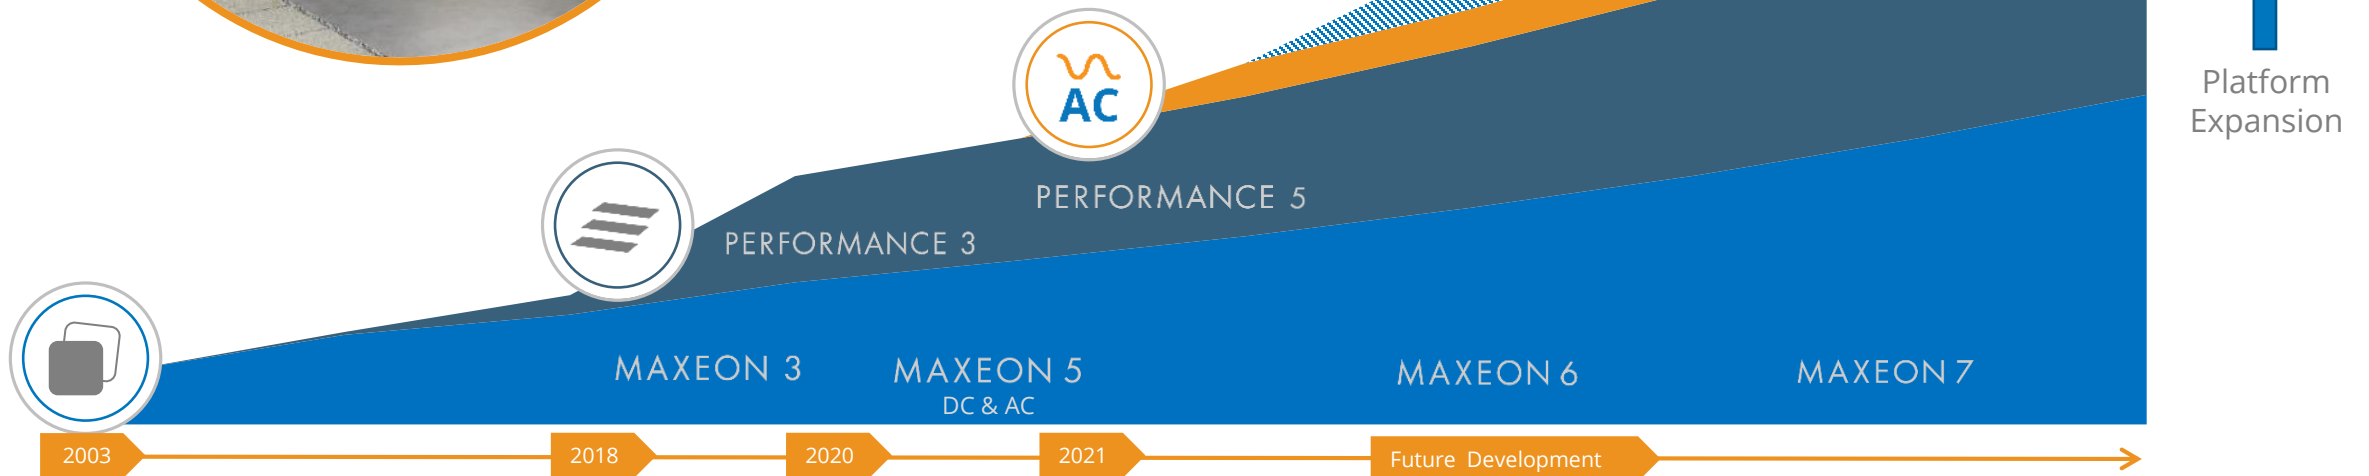 AC
Platform
Expansion
PERFORMANCE 5
PERFORMANCE 3
MAXEON 3
MAXEON 5
DC & AC
MAXEON 6
MAXEON 7
2003
2018
2020
2021
Future Development